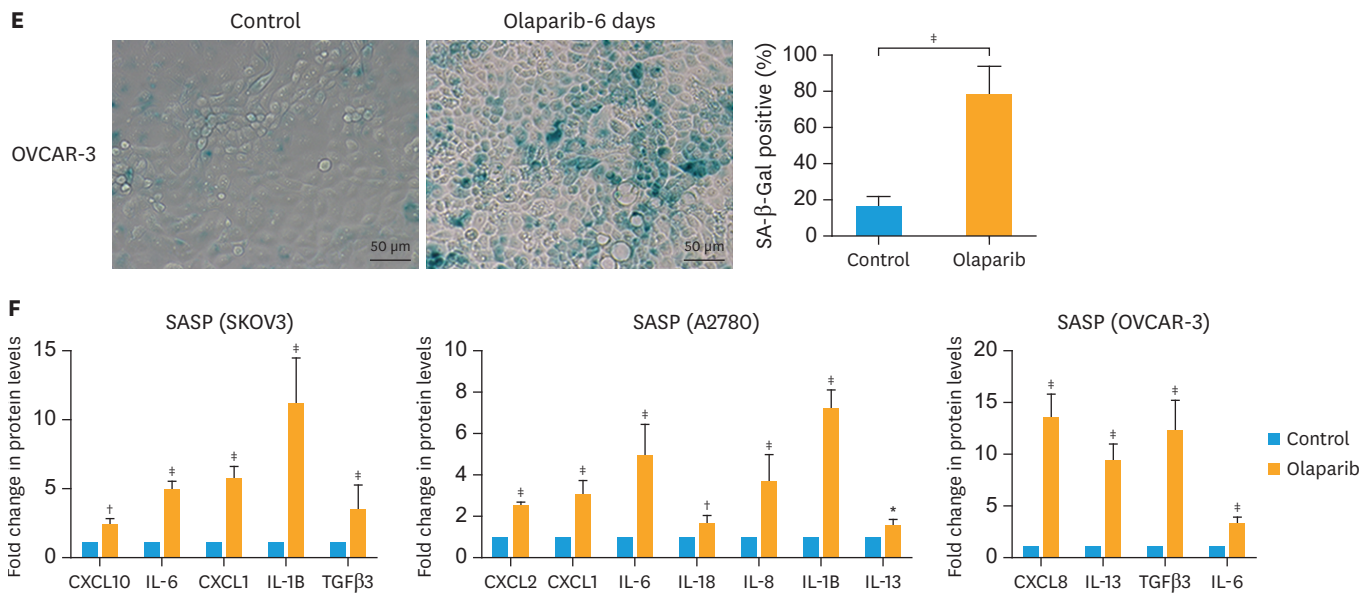 E
Control
Olaparib-6 days
OVCAR-3
50 µm
50 µm
SA-β-Gal positive (%)
100
80
60
40
20
0
‡
Control
Olaparib
F
SASP (SKOV3)
Fold change in protein levels
15
10
5
0
†
‡
‡
‡
‡
CXCL10
IL-6
CXCL1
IL-1B
TGFβ3
SASP (A2780)
Fold change in protein levels
10
8
6
4
2
0
‡
‡
‡
†
‡
‡
*
CXCL2
CXCL1
IL-6
IL-18
IL-8
IL-1B
IL-13
SASP (OVCAR-3)
Fold change in protein levels
20
15
10
5
0
‡
‡
‡
‡
CXCL8
IL-13
TGFβ3
IL-6
Control
Olaparib